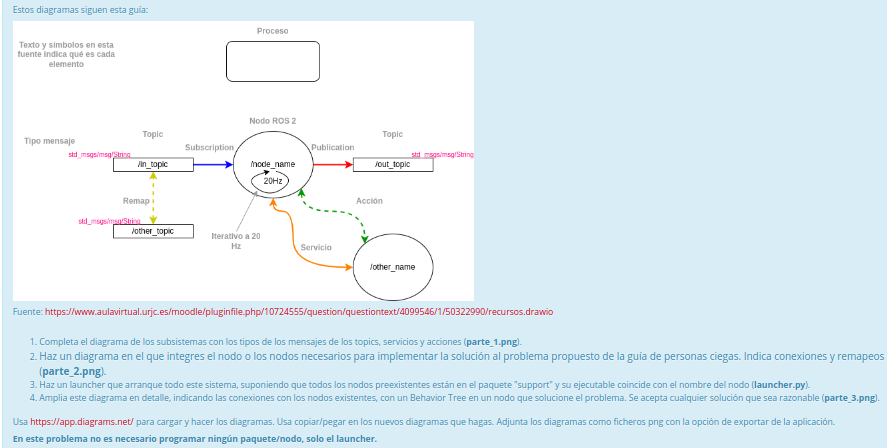 Estos diagramas siguen esta guía:
Proceso
Texto y símbolos en esta
fuente indica qué es cada
elemento
Nodo ROS 2
Tipo mensaje
Topic
Subscription
Publication
Topic
std_msgs/msg/String
std_msgs/msg/String
/in_topic
/node_name
/out_topic
20Hz
Remap
Acción
std_msgs/msg/String
/other_topic
Iterativo a 20
Hz
Servicio
/other_name
Fuente: https://www.aulavirtual.urjc.es/moodle/pluginfile.php/10724555/question/questiontext/4099546/1/50322990/recursos.drawio
1. Completa el diagrama de los subsistemas con los tipos de los mensajes de los topics, servicios y acciones (parte_1.png).
2. Haz un diagrama en el que integres el nodo o los nodos necesarios para implementar la solución al problema propuesto de la guía de personas ciegas. Indica conexiones y remapeos
(parte_2.png).
3. Haz un launcher que arranque todo este sistema, suponiendo que todos los nodos preexistentes están en el paquete "support" y su ejecutable coincide con el nombre del nodo (launcher.py).
4. Amplia este diagrama en detalle, indicando las conexiones con los nodos existentes, con un Behavior Tree en un nodo que solucione el problema. Se acepta cualquier solución que sea razonable (parte_3.png).
Usa https://app.diagrams.net/ para cargar y hacer los diagramas. Usa copiar/pegar en los nuevos diagramas que hagas. Adjunta los diagramas como ficheros png con la opción de exportar de la aplicación.
En este problema no es necesario programar ningún paquete/nodo, solo el launcher.